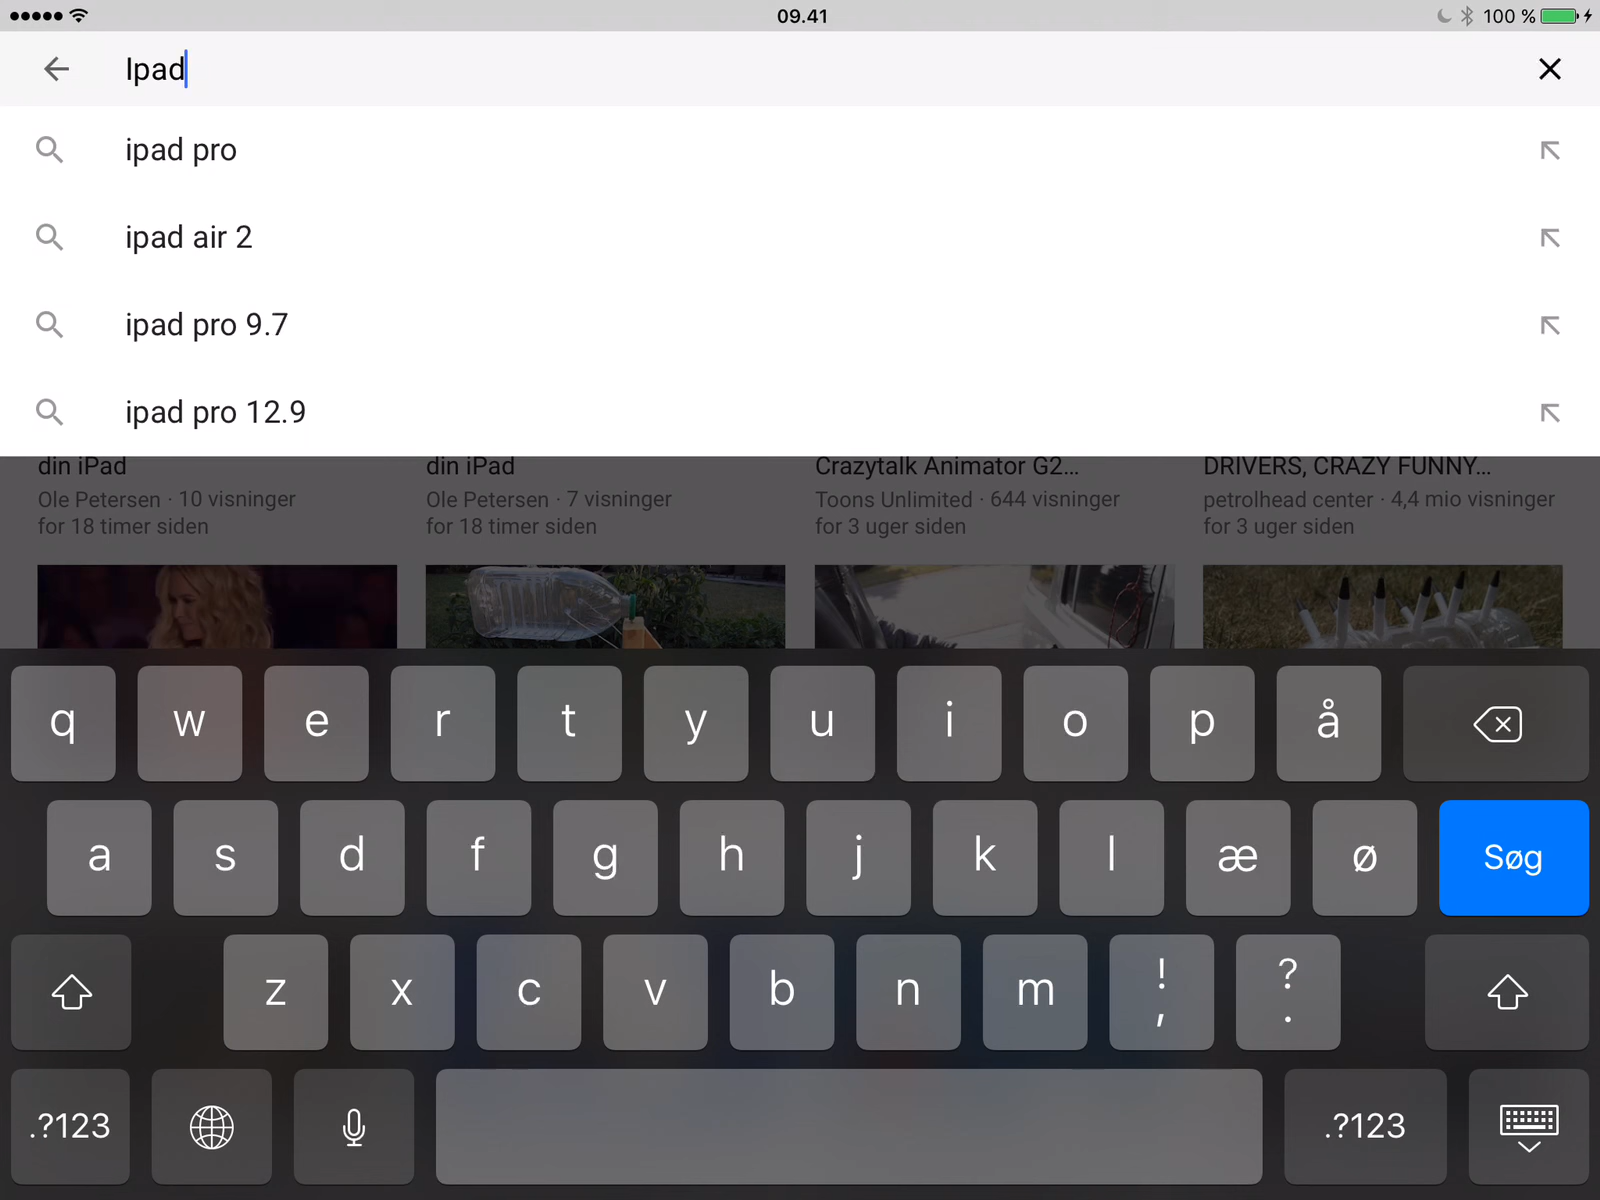 09.41
100 %
Ipad
ipad pro
ipad air 2
ipad pro 9.7
ipad pro 12.9
din iPad
din iPad
Crazytalk Animator G2...
DRIVERS, CRAZY FUNNY...
Ole Petersen · 10 visninger
Ole Petersen · 7 visninger
Toons Unlimited · 644 visninger
petrolhead center · 4,4 mio visninger
for 18 timer siden
for 18 timer siden
for 3 uger siden
for 3 uger siden
q w e r t y u i o p å
a s d f g h j k l æ ø Søg
z x c v b n m ! , ? .
.?123 .?123